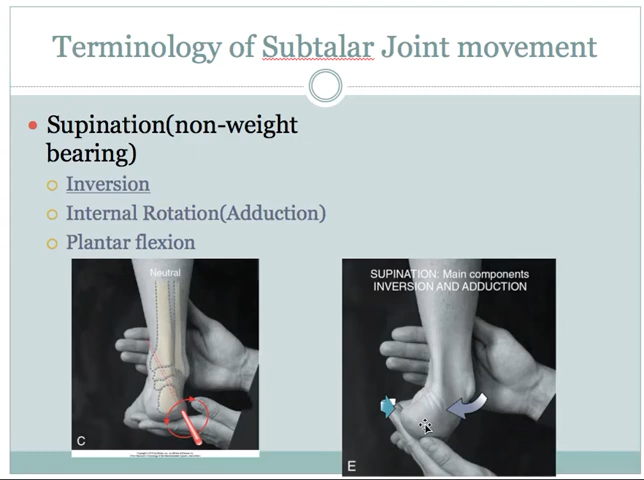 Terminology of Subtalar Joint movement
Supination(non-weight
bearing)
Inversion
Internal Rotation(Adduction)
Plantar flexion
Neutral
C
SUPINATION: Main components
INVERSION AND ADDUCTION
E